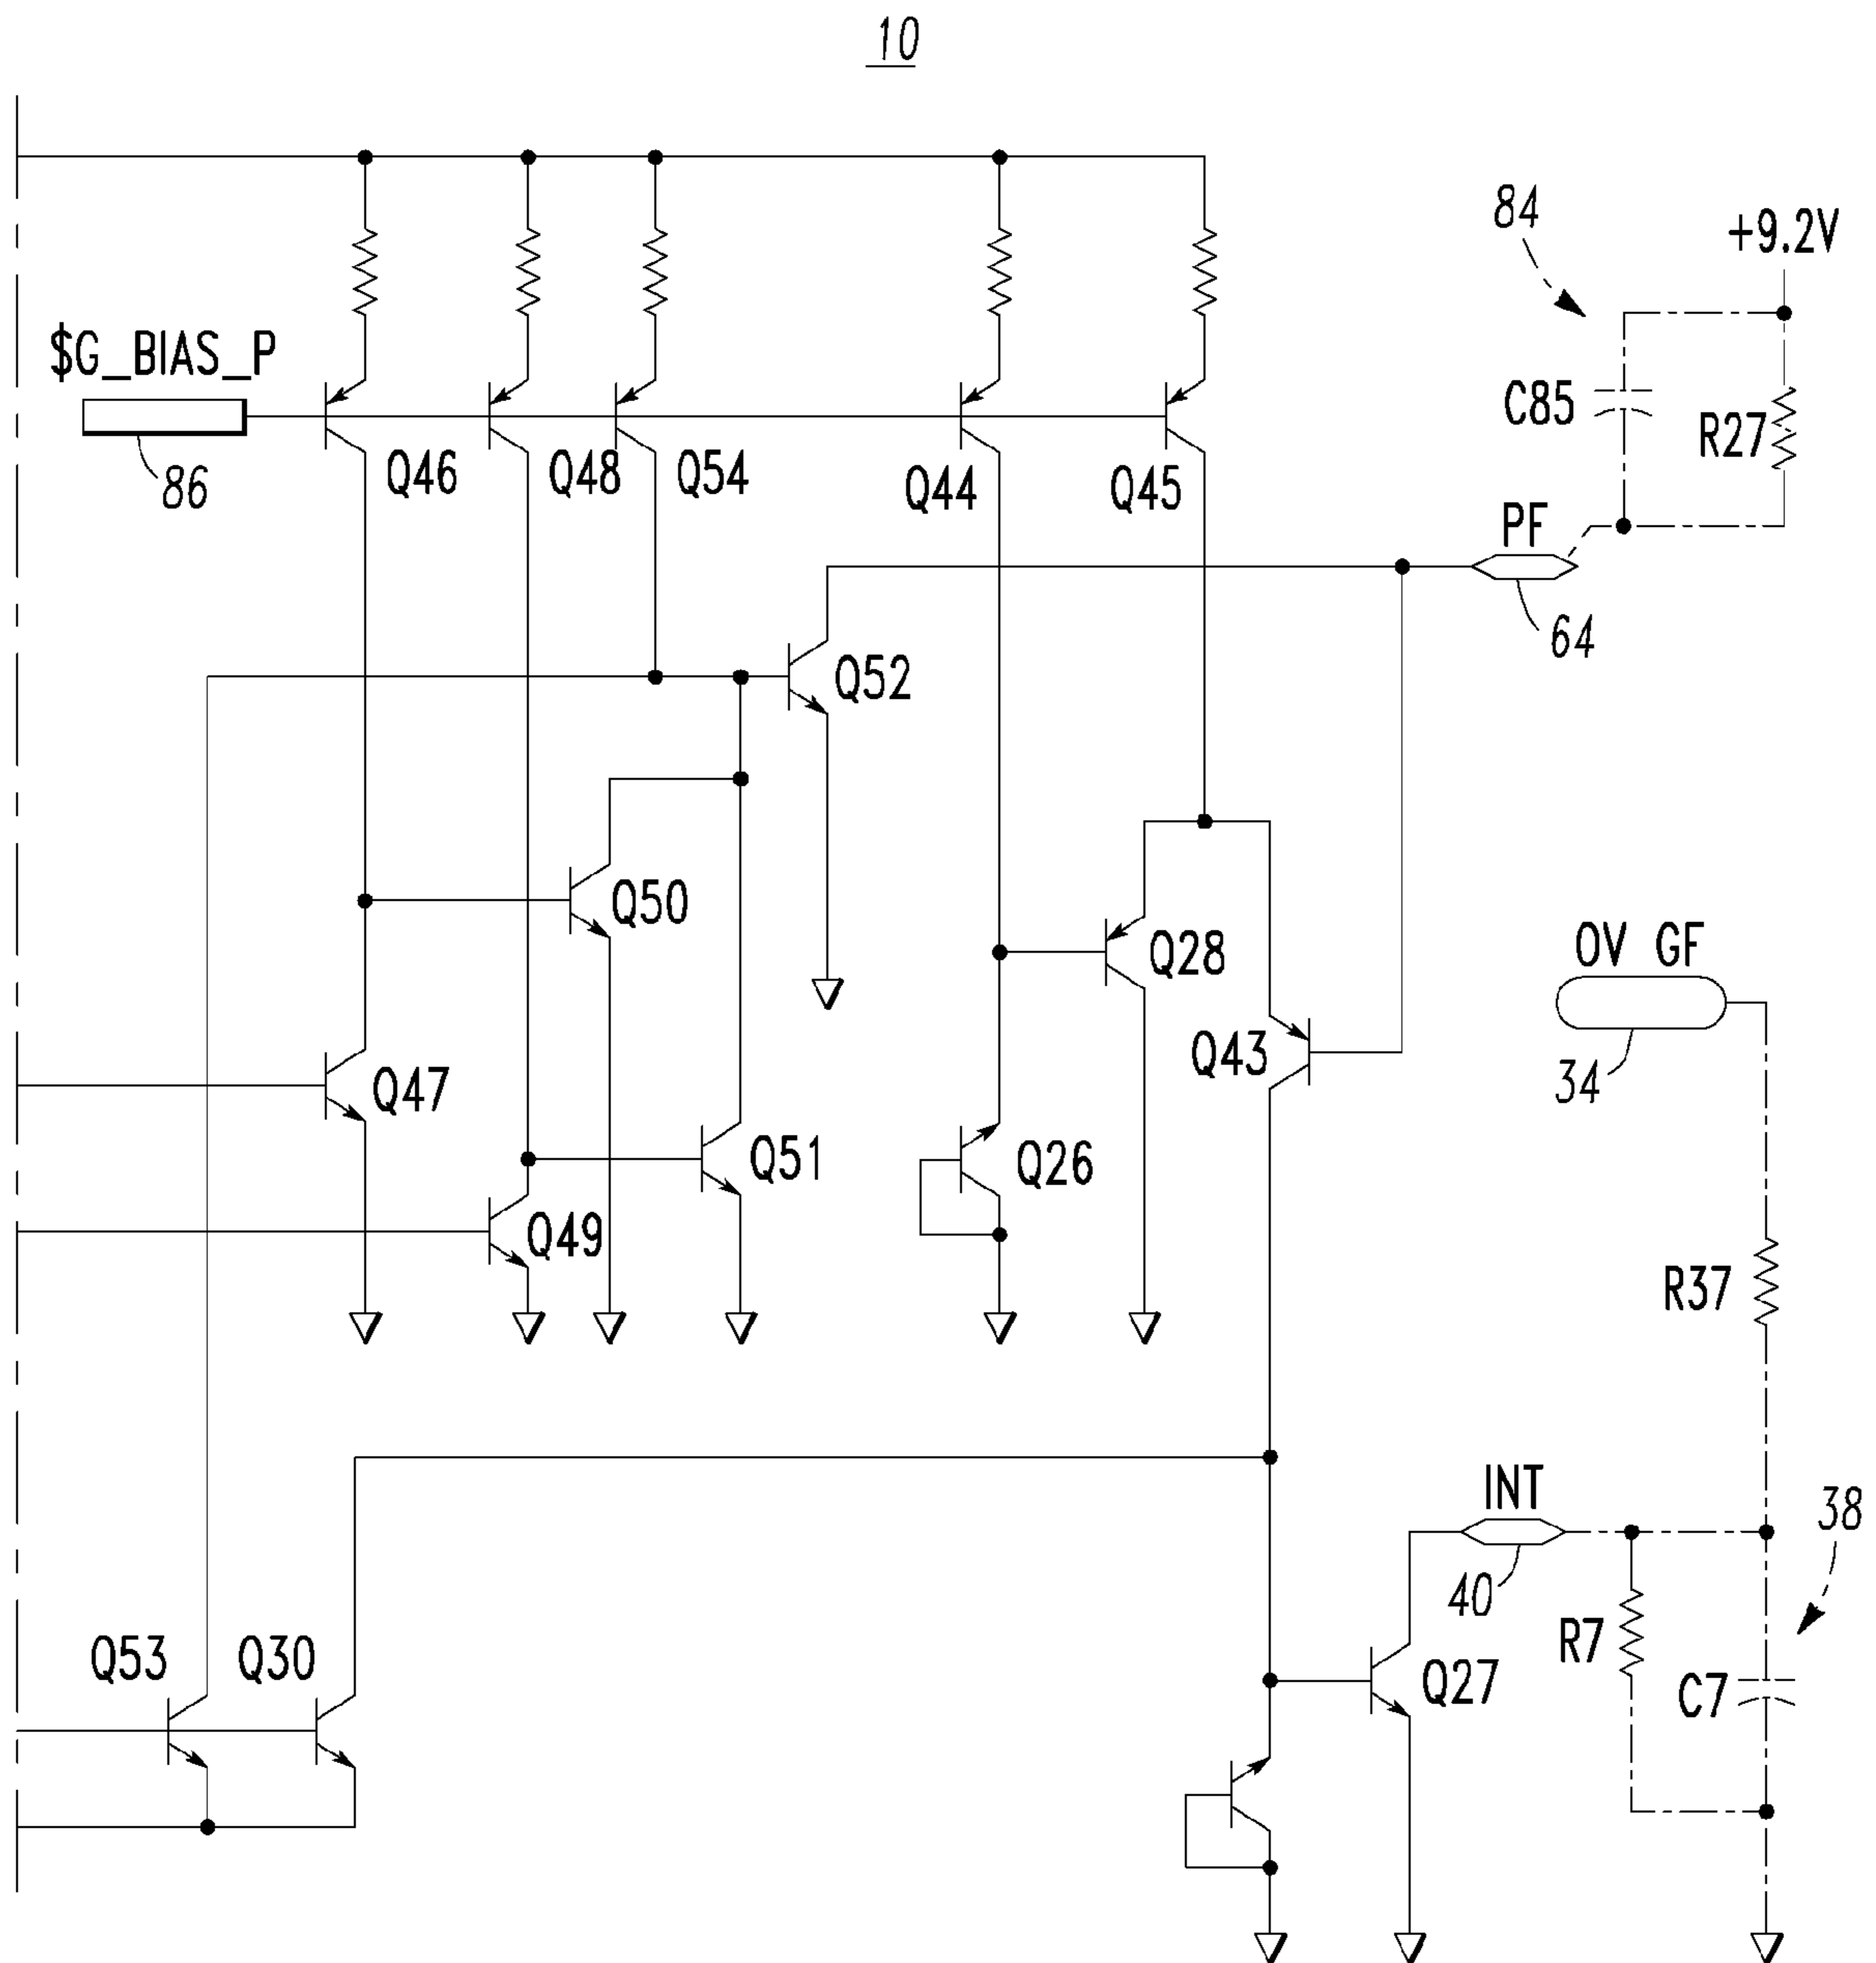 10
84
+9.2V
$G_BIAS_P
C85
R27
86
Q46
Q48
Q54
Q44
Q45
PF
64
Q52
Q50
Q28
OV GF
34
Q43
Q47
Q51
Q26
Q49
R37
INT
38
40
Q53
Q30
R7
Q27
C7